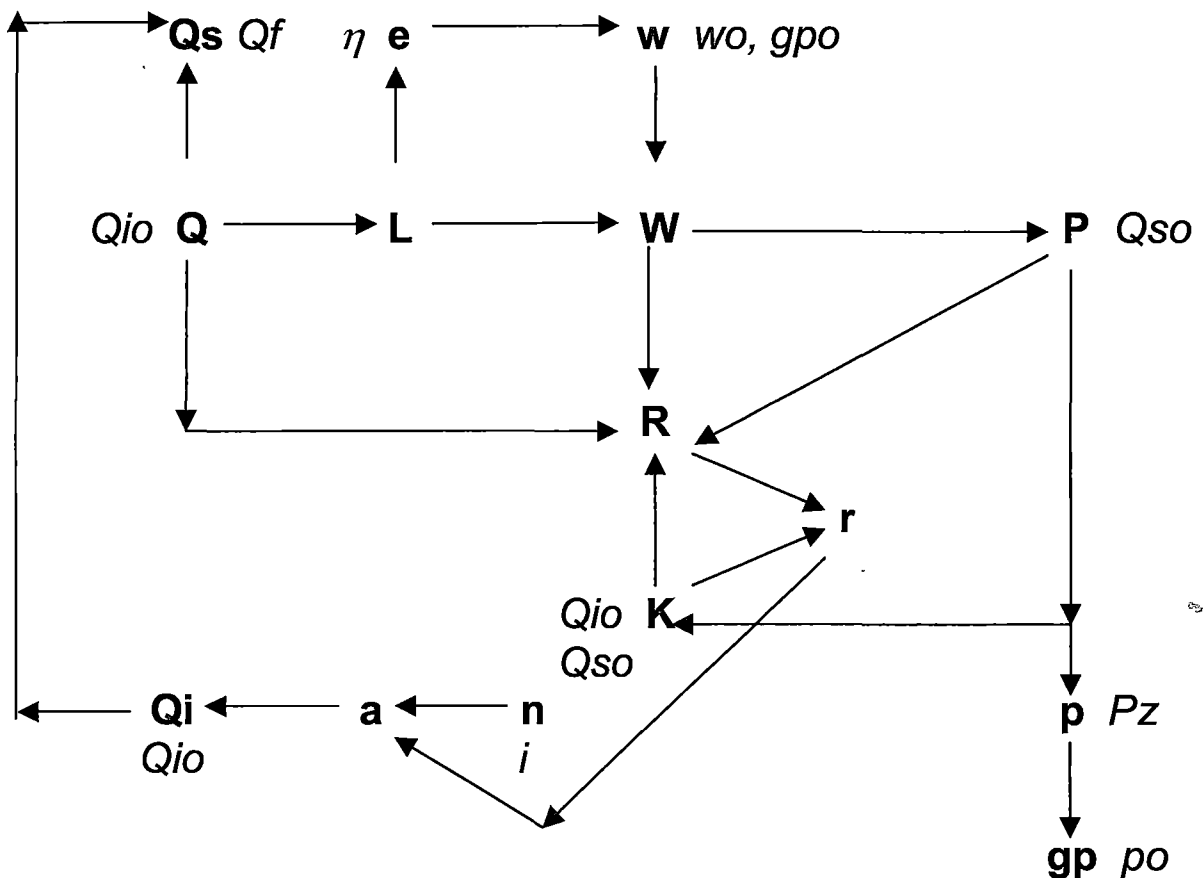 Qs Qf η e w wo, gpo
Qio Q L W P Qso
R
r
Qio K
Qso
Qi a n p Pz
Qio i
gp po